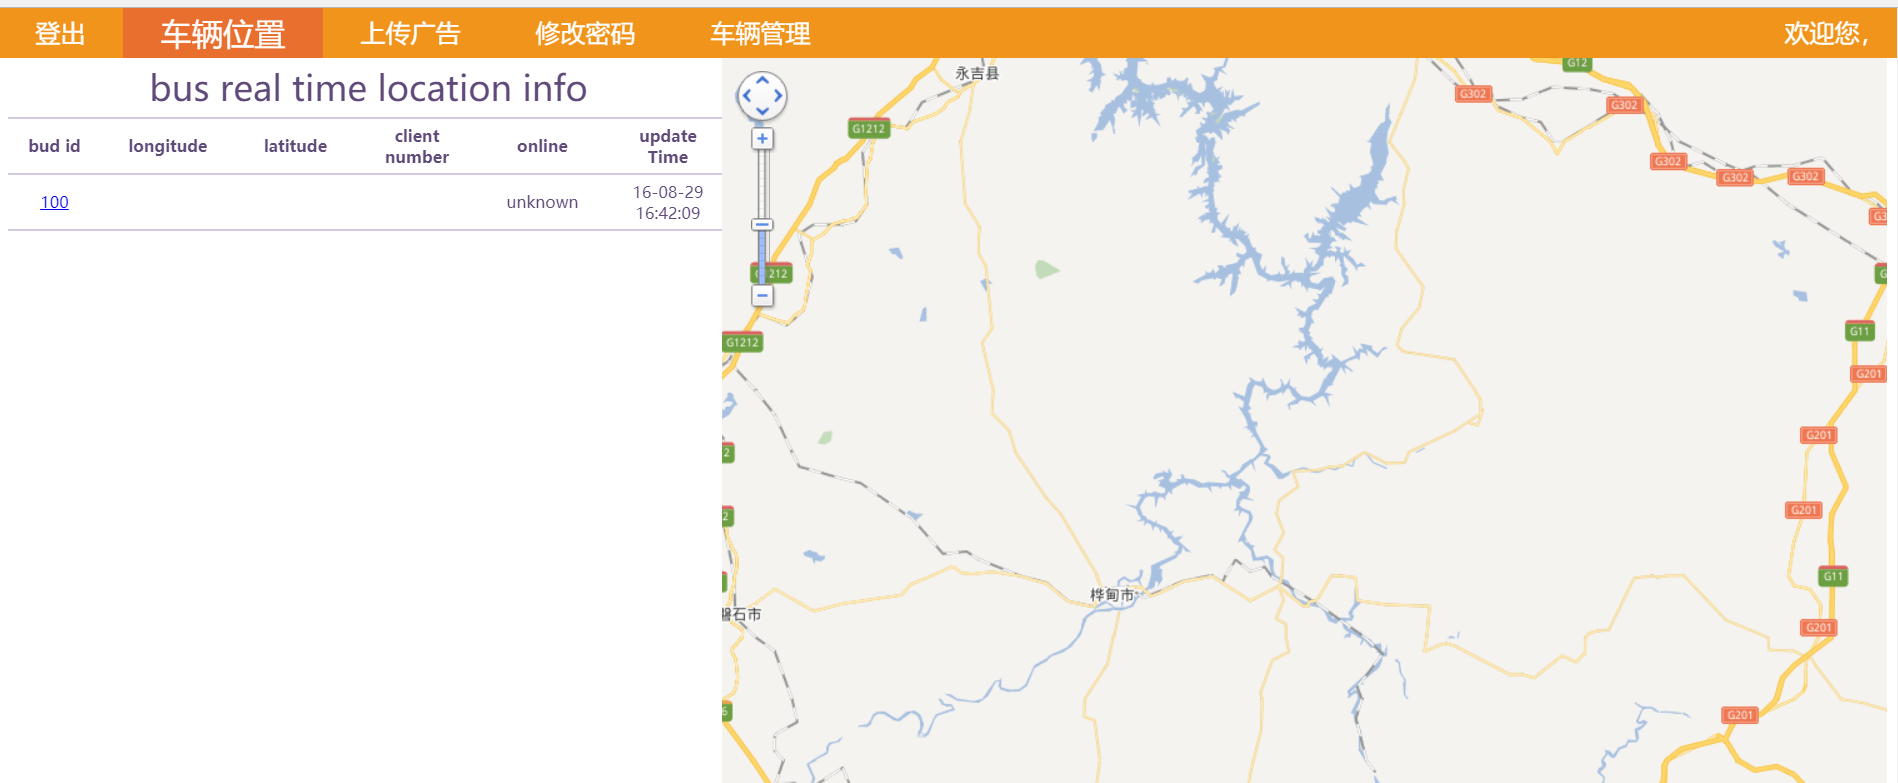 登出 车辆位置 上传广告 修改密码 车辆管理 欢迎您,
bus real time location info
bud id longitude latitude client number online update Time
100 unknown 16-08-29 16:42:09
永吉县
G12
G302
G302
G1212
G302
G302
G302
G1212
G11
G1212
G201
G201
G201
G11
桦甸市
磐石市
G201
G201